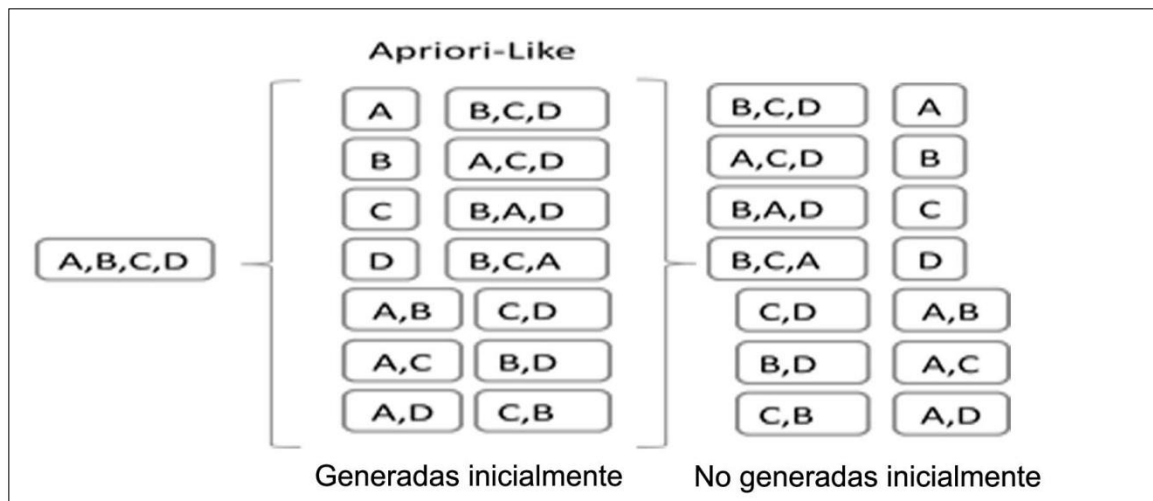 Apriori-Like
A B,C,D B,C,D A
B A,C,D A,C,D B
C B,A,D B,A,D C
A,B,C,D D B,C,A B,C,A D
A,B C,D C,D A,B
A,C B,D B,D A,C
A,D C,B C,B A,D
Generadas inicialmente No generadas inicialmente